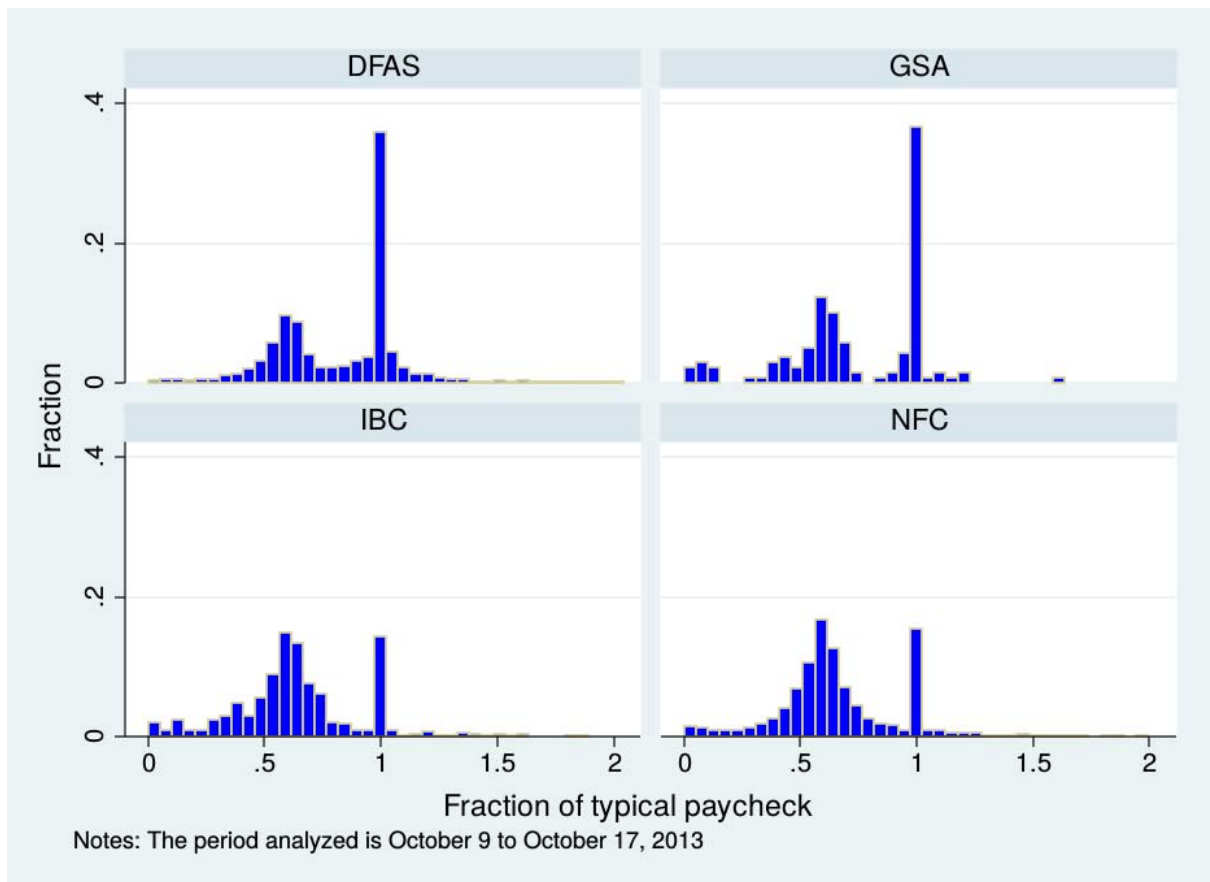 DFAS
GSA
.4
.2
0
IBC
NFC
.4
.2
0
Fraction
0 .5 1 1.5 2
0 .5 1 1.5 2
Fraction of typical paycheck
Notes: The period analyzed is October 9 to October 17, 2013